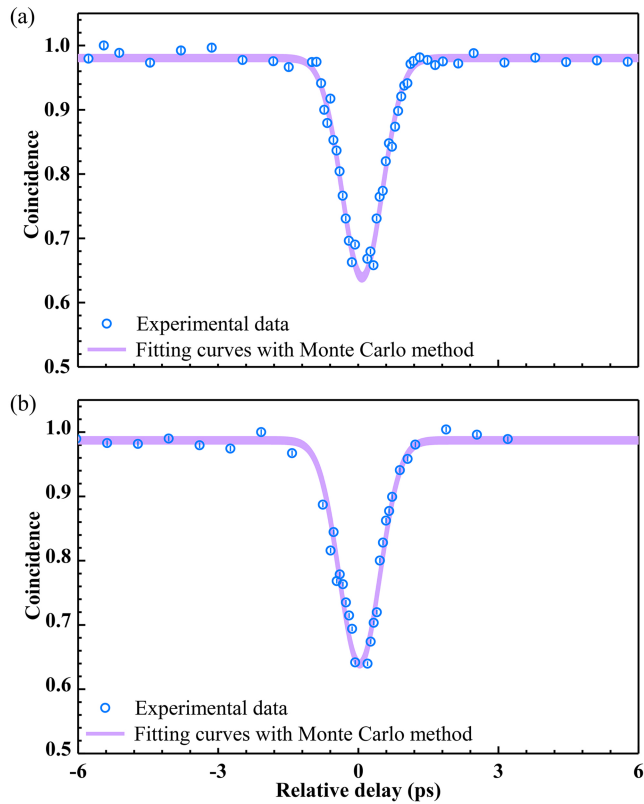 (a)
1.0
0.9
0.8
0.7
0.6
0.5
Coincidence
Experimental data
Fitting curves with Monte Carlo method
(b)
1.0
0.9
0.8
0.7
0.6
0.5
Coincidence
Experimental data
Fitting curves with Monte Carlo method
-6 -3 0 3 6
Relative delay (ps)